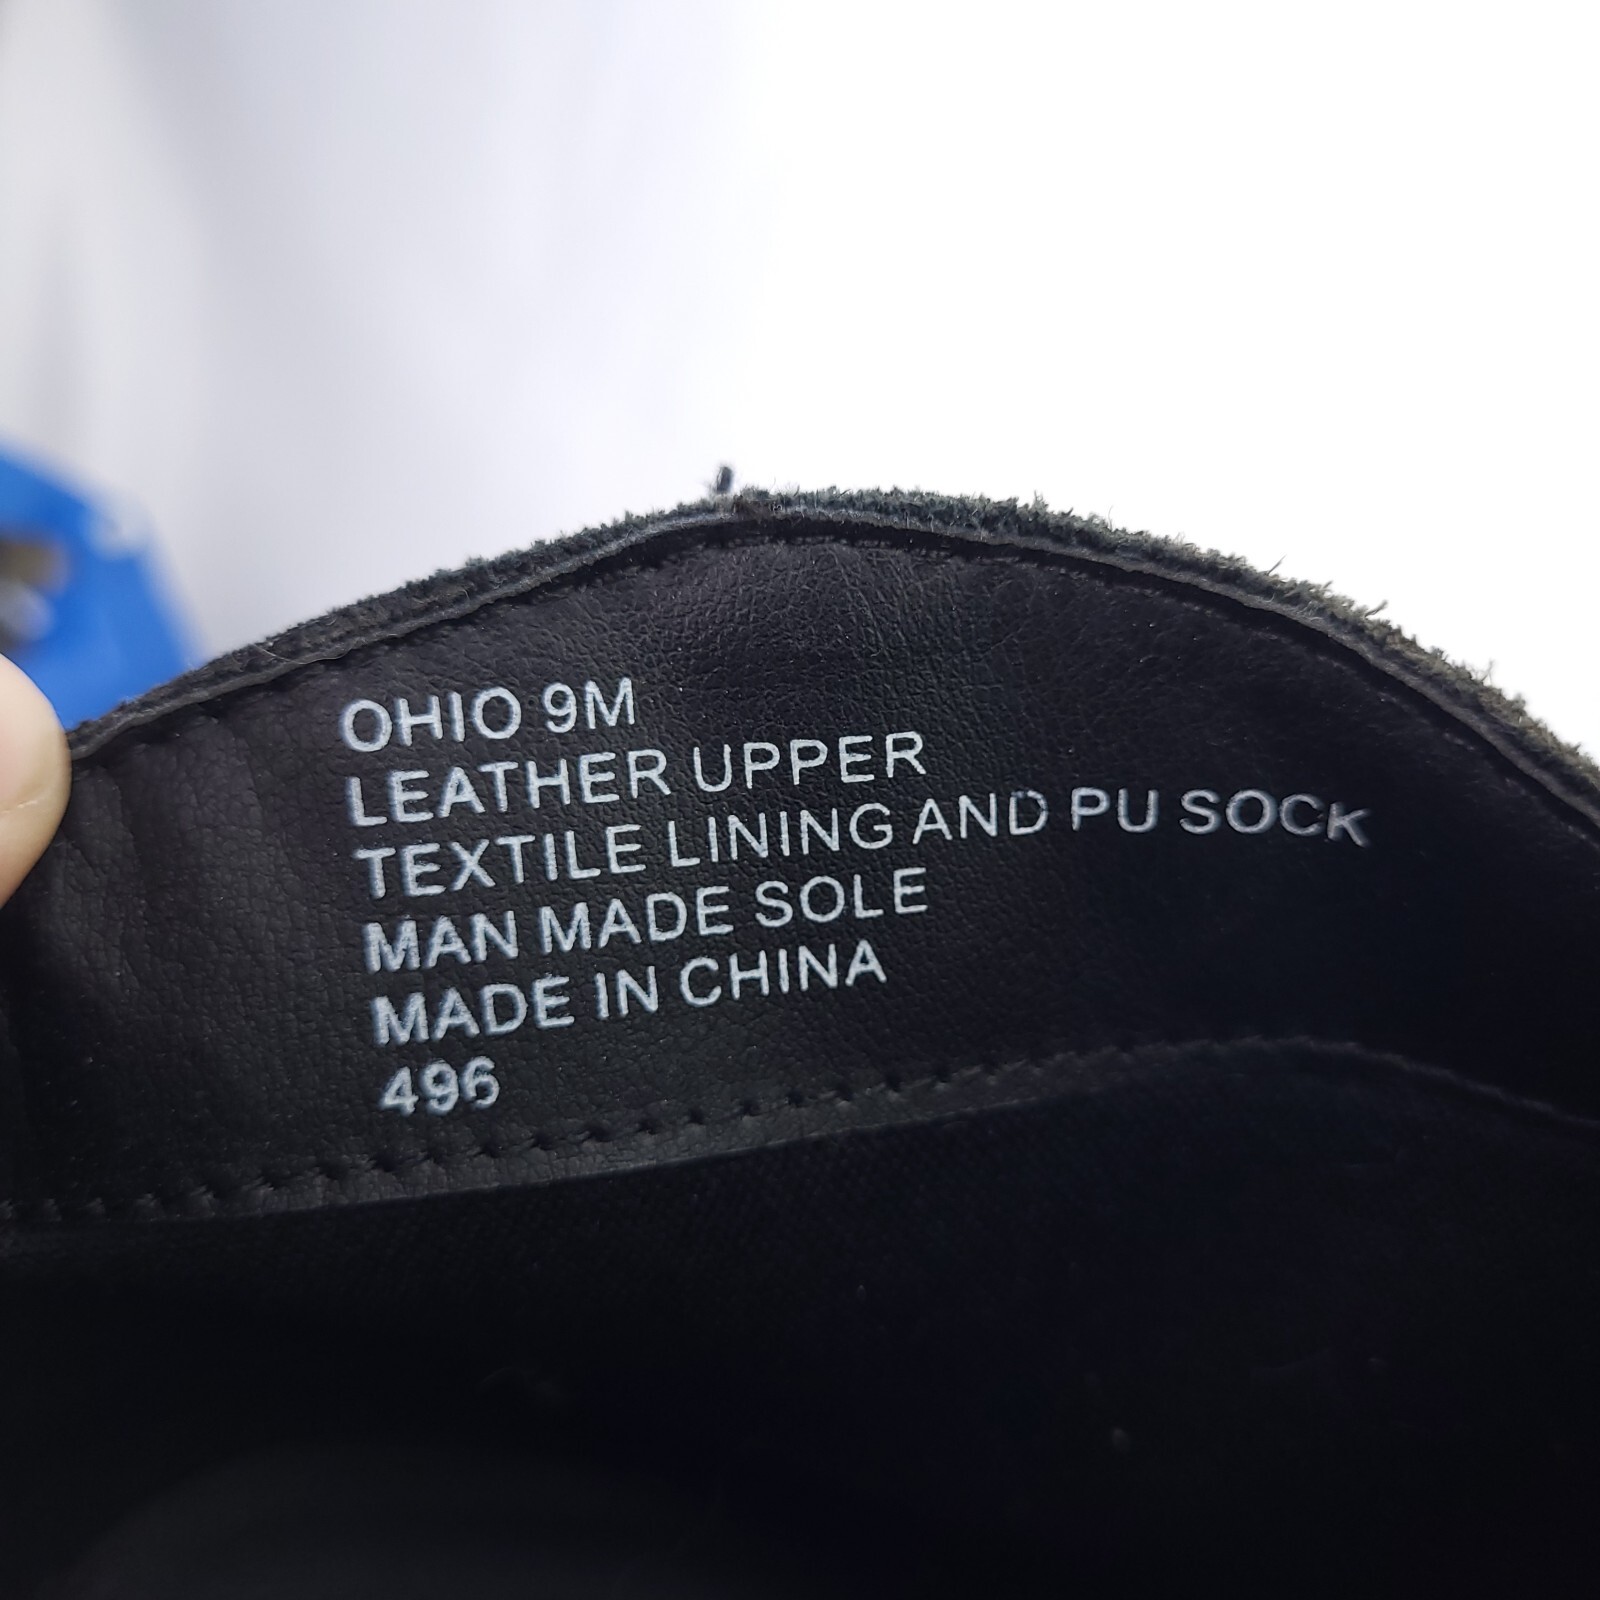 OHIO 9M
LEATHER UPPER
TEXTILE LINING AND PU SOCK
MAN MADE SOLE
MADE IN CHINA
496